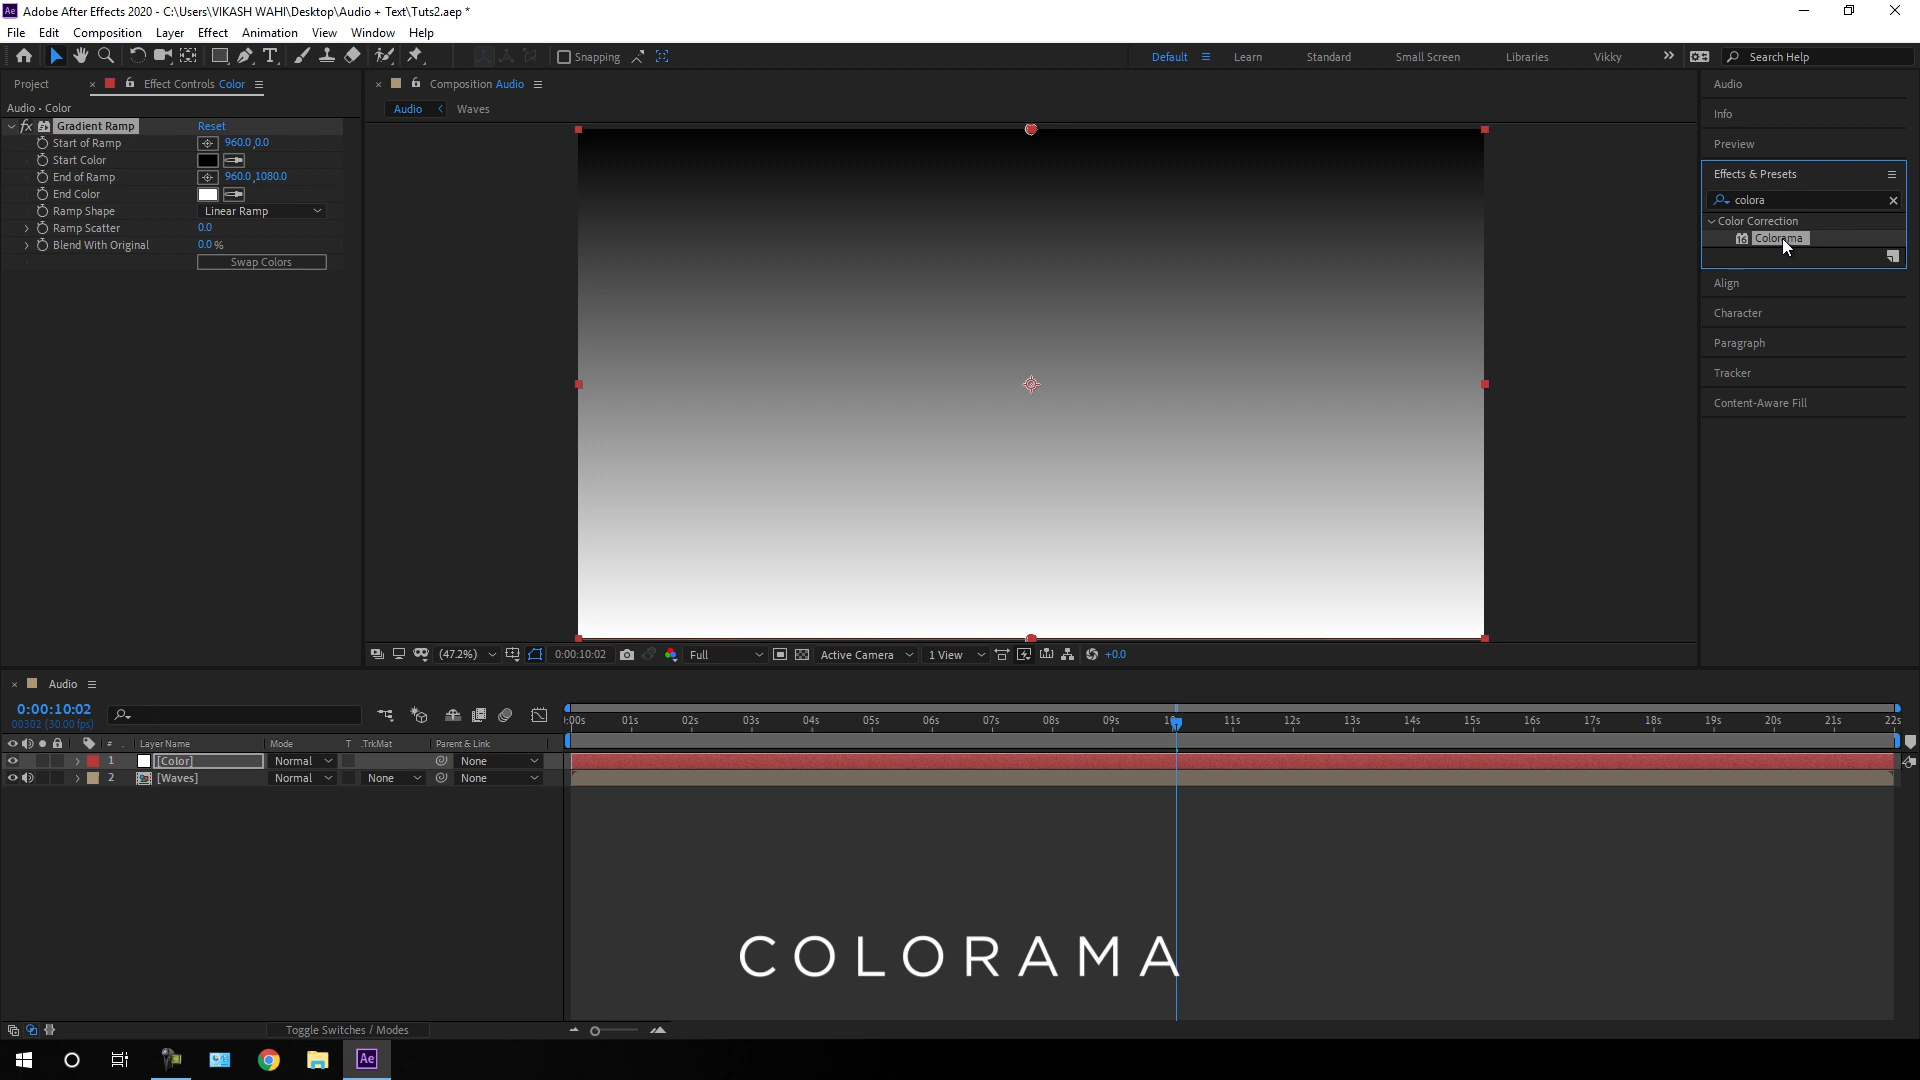 Adobe After Effects 2020 - C:\Users\VIKASH WAHI\Desktop\Audio + Text\Tuts2.aep *
File Edit Composition Layer Effect Animation View Window Help
Snapping Default Learn Standard Small Screen Libraries Vikky Search Help
Project Effect Controls Color
Audio • Color
fx Gradient Ramp Reset
Start of Ramp 960.0,0.0
Start Color
End of Ramp 960.0,1080.0
End Color
Ramp Shape Linear Ramp
Ramp Scatter 0.0
Blend With Original 0.0 %
Swap Colors
Composition Audio
Audio Waves
(47.2%) 0:00:10:02 Full Active Camera 1 View +0.0
Audio
Info
Preview
Effects & Presets
colora
Color Correction
16 Colorama
Align
Character
Paragraph
Tracker
Content-Aware Fill
Audio
0:00:10:02
00302 (30.00 fps)
:00s 01s 02s 03s 04s 05s 06s 07s 08s 09s 11s 12s 13s 14s 15s 16s 17s 18s 19s 20s 21s 22s
# . Layer Name Mode T .TrkMat Parent & Link
1 [Color] Normal None
2 [Waves] Normal None None
COLORAMA
Toggle Switches / Modes
Ae